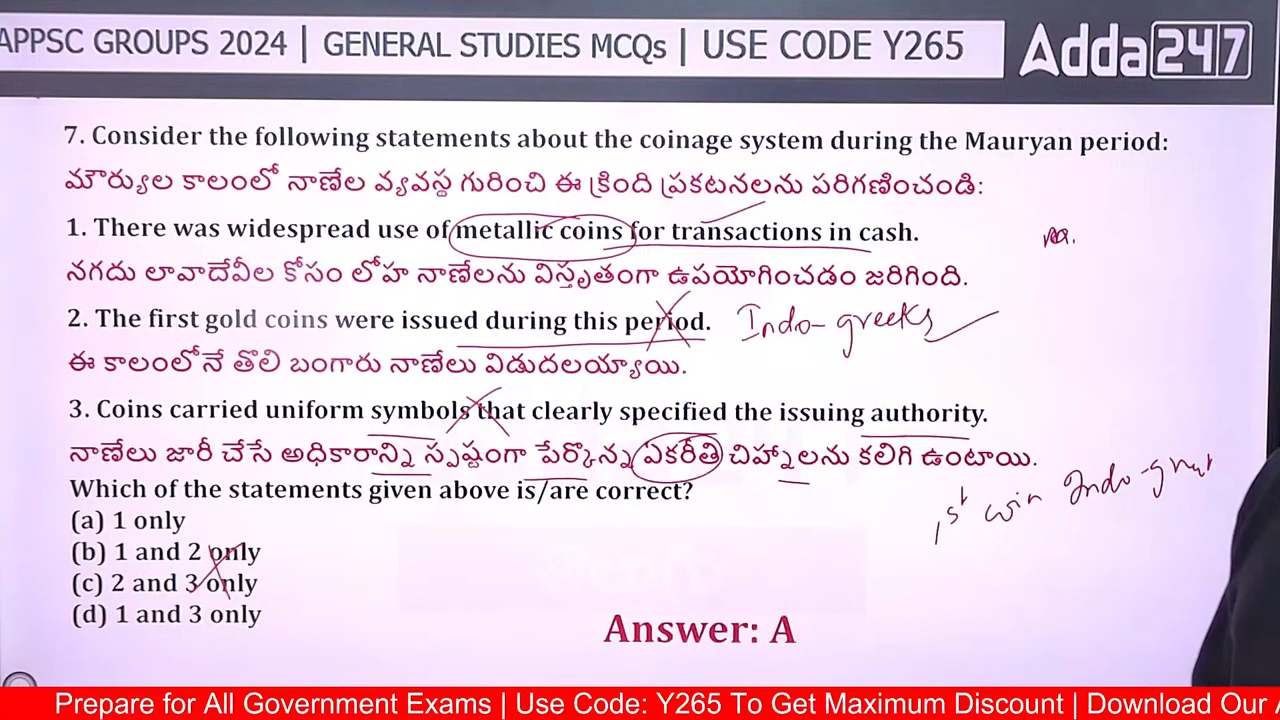 APPSC GROUPS 2024 | GENERAL STUDIES MCQs | USE CODE Y265
Adda247
7. Consider the following statements about the coinage system during the Mauryan period:
మౌర్యుల కాలంలో నాణేల వ్యవస్థ గురించి ఈ క్రింది ప్రకటనలను పరిగణించండి:
1. There was widespread use of metallic coins for transactions in cash.
నగదు లావాదేవీల కోసం లోహ నాణేలను విస్తృతంగా ఉపయోగించడం జరిగింది.
2. The first gold coins were issued during this period. Indo-greeks
ఈ కాలంలోనే తొలి బంగారు నాణేలు విడుదలయ్యాయి.
3. Coins carried uniform symbols that clearly specified the issuing authority.
నాణేలు జారీ చేసే అధికారాన్ని స్పష్టంగా పేర్కొన్న ఏకరీతి చిహ్నాలను కలిగి ఉంటాయి.
Which of the statements given above is/are correct?
1st coin Indo-
(a) 1 only
(b) 1 and 2 only
(c) 2 and 3 only
(d) 1 and 3 only
Answer: A
Prepare for All Government Exams | Use Code: Y265 To Get Maximum Discount | Download Our